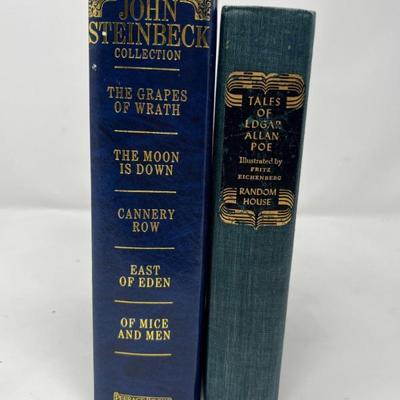 JOHN
STEINBECK
COLLECTION
THE GRAPES
OF WRATH
THE MOON
IS DOWN
CANNERY
ROW
EAST
OF EDEN
OF MICE
AND MEN
TALES
OF
EDGAR
ALLAN
POE
Illustrated by
FRITZ
EICHENBERG
RANDOM
HOUSE